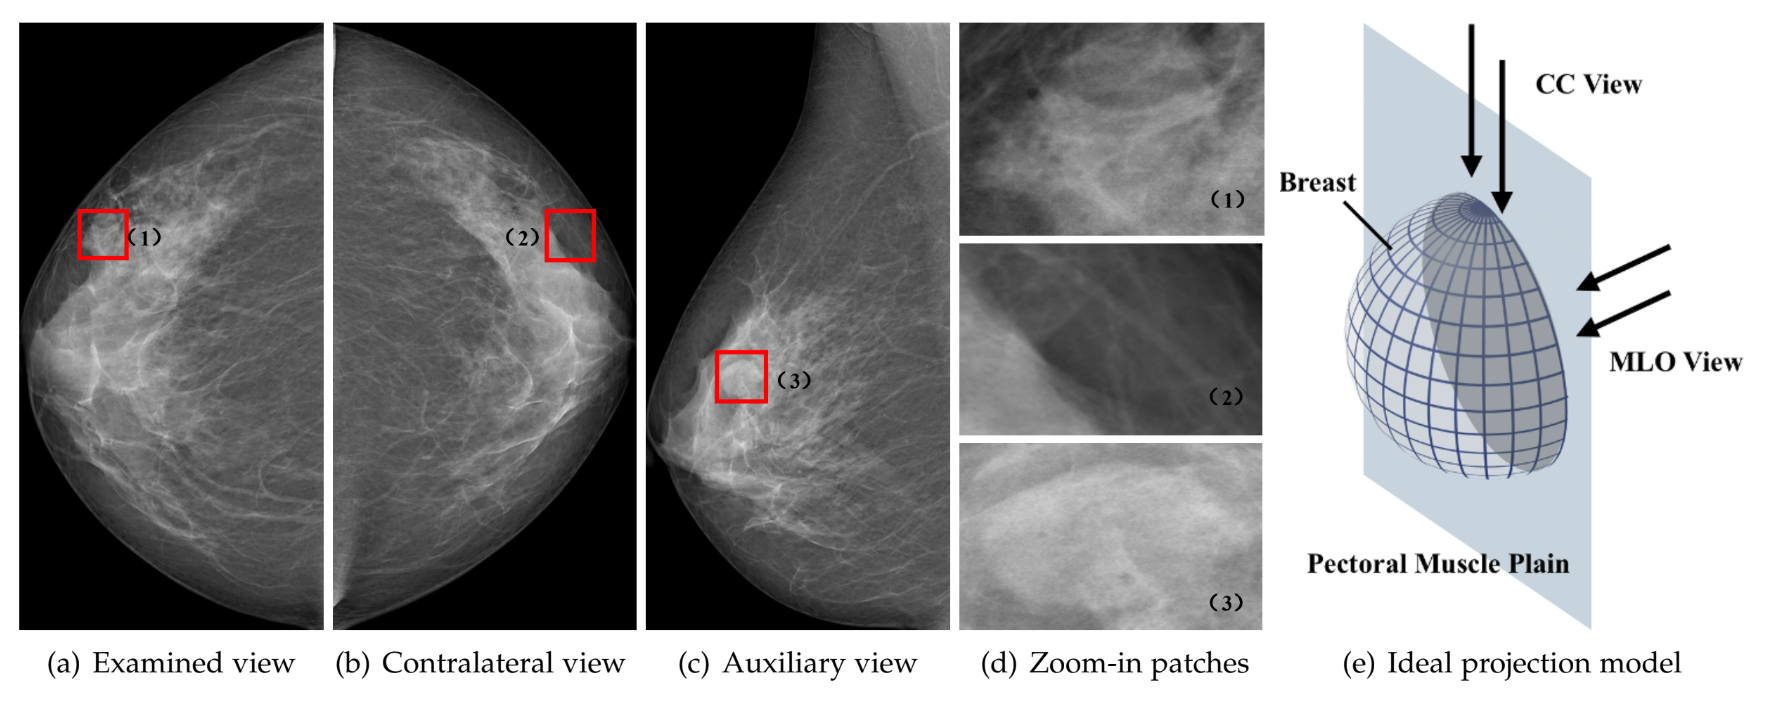 (1)
(2)
(3)
(1)
(2)
(3)
CC View
Breast
MLO View
Pectoral Muscle Plain
(a) Examined view
(b) Contralateral view
(c) Auxiliary view
(d) Zoom-in patches
(e) Ideal projection model